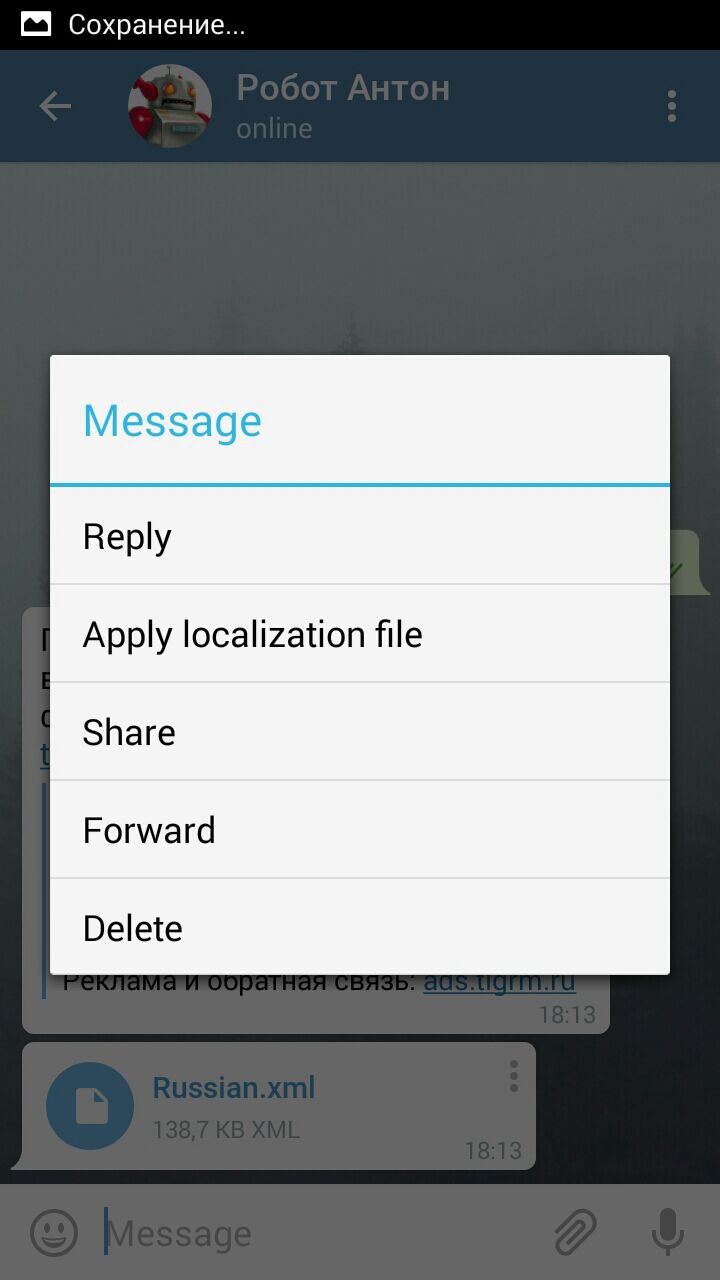 Сохранение...
Робот Антон
online
Message
Reply
Apply localization file
Share
Forward
Delete
Реклама и обратная связь: ads.tlgrm.ru
18:13
Russian.xml
138,7 KB XML
18:13
Message